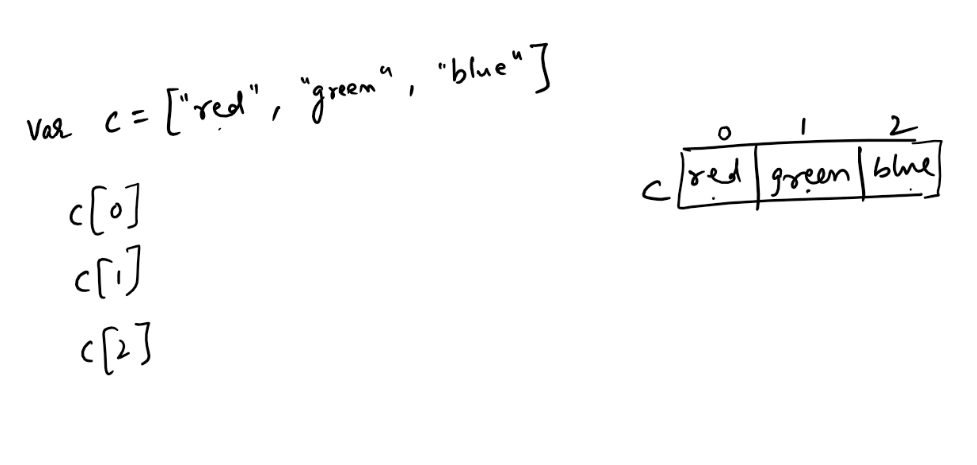 Var c = ["red", "green", "blue"]
0 1 2
c red green blue
c[0]
c[1]
c[2]